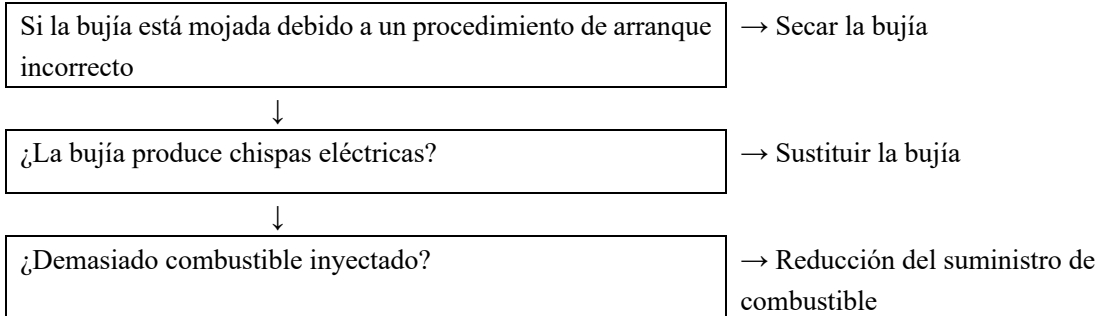 Si la bujía está mojada debido a un procedimiento de arranque → Secar la bujía
incorrecto
↓
¿La bujía produce chispas eléctricas? → Sustituir la bujía
↓
¿Demasiado combustible inyectado? → Reducción del suministro de
combustible